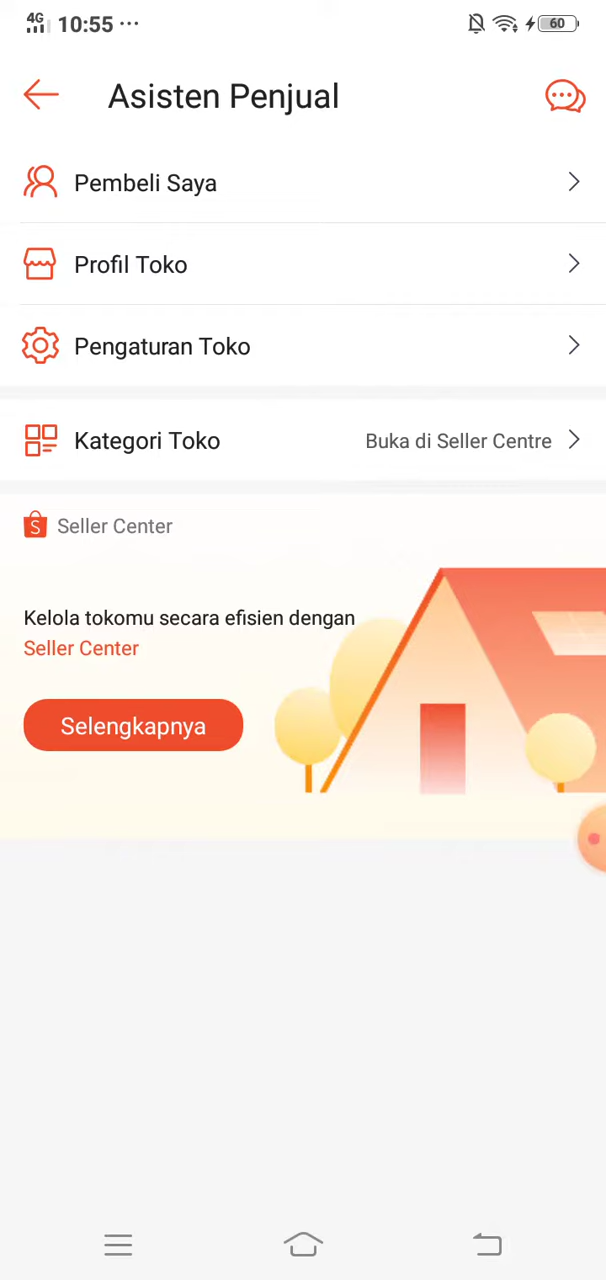 4G 10:55 ... 60
Asisten Penjual
Pembeli Saya
Profil Toko
Pengaturan Toko
Kategori Toko Buka di Seller Centre
S Seller Center
Kelola tokomu secara efisien dengan
Seller Center
Selengkapnya